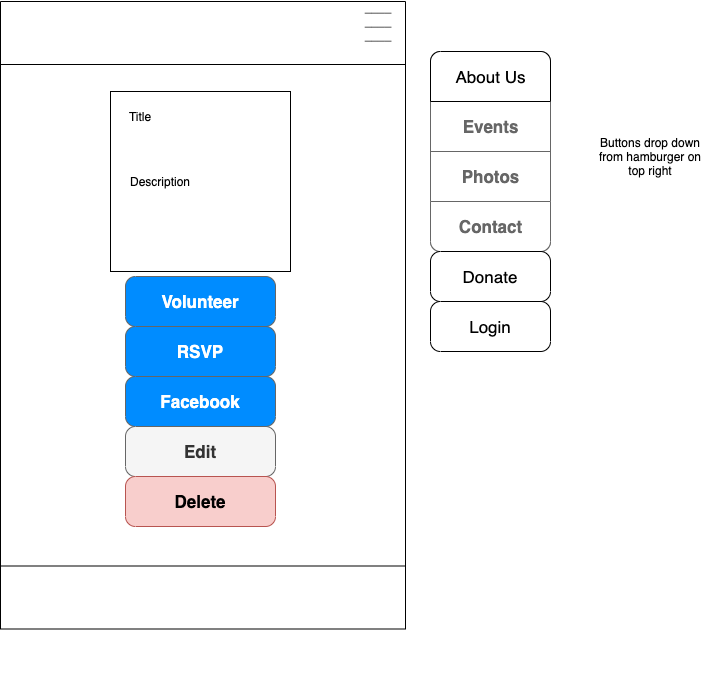 Title
Description
Volunteer
RSVP
Facebook
Edit
Delete
About Us
Events
Photos
Contact
Donate
Login
Buttons drop down
from hamburger on
top right